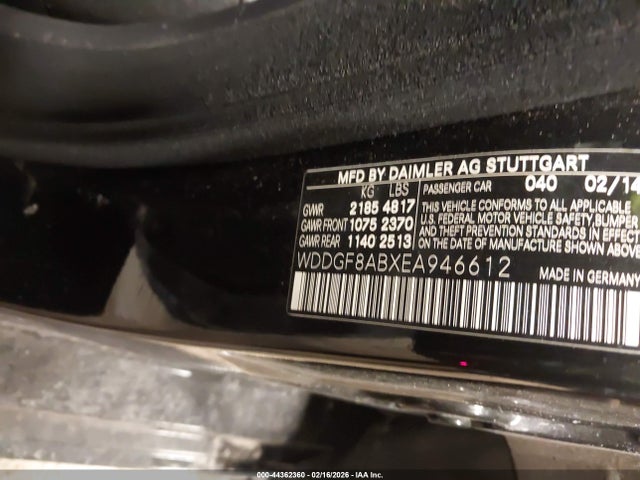 MFD BY DAIMLER AG STUTTGART
KG LBS PASSENGER CAR 040 02/14
GVWR 2185 4817
GAWR FRONT 1075 2370
GAWR REAR 1140 2513
THIS VEHICLE CONFORMS TO ALL APPLICABLE
U.S. FEDERAL MOTOR VEHICLE SAFETY BUMPER
AND THEFT PREVENTION STANDARDS IN EFFECT
ON THE DATE OF MANUFACTURE SHOWN ABOVE
WDDGF8ABXEA946612 MADE IN GERMANY
000-44362360 - 02/16/2026 - IAA Inc.